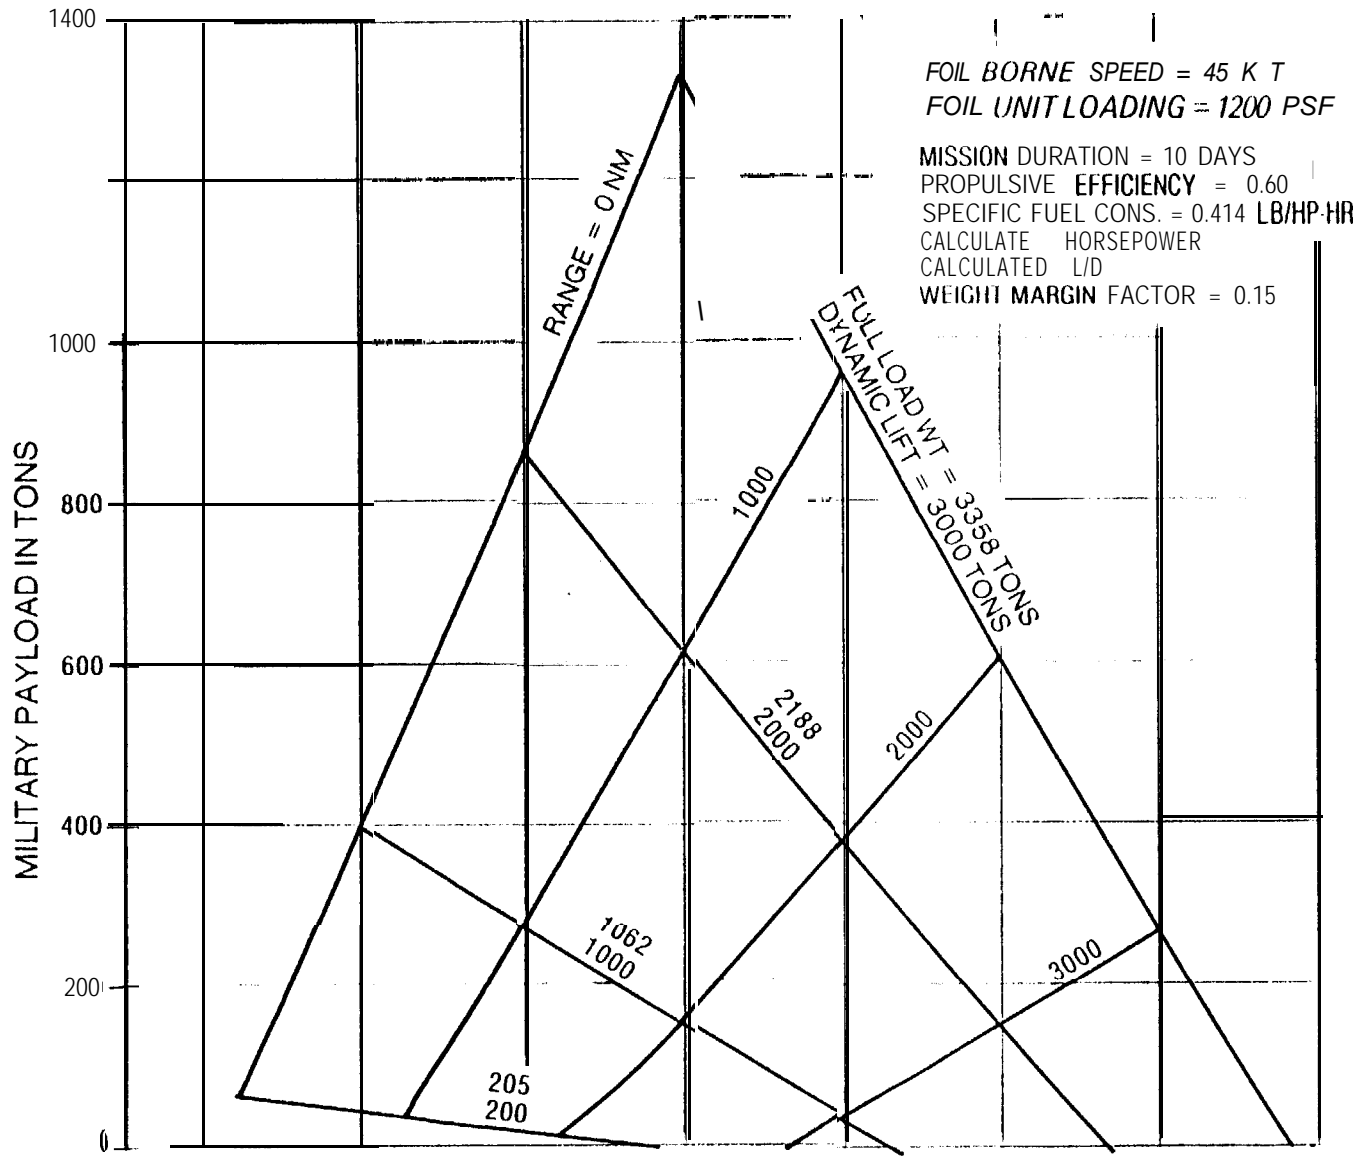 1400
FOIL BORNE SPEED = 45 K T
FOIL UNIT LOADING = 1200 PSF
MISSION DURATION = 10 DAYS
PROPULSIVE EFFICIENCY = 0.60
SPECIFIC FUEL CONS. = 0.414 LB/HP-HR
CALCULATE HORSEPOWER
CALCULATED L/D
WEIGHT MARGIN FACTOR = 0.15
RANGE = 0 NM
1000
FULL LOAD WT = 3358 TONS
DYNAMIC LIFT = 3000 TONS
MILITARY PAYLOAD IN TONS
800
1000
600
2188
2000
2000
400
1062
1000
3000
200
205
200
0